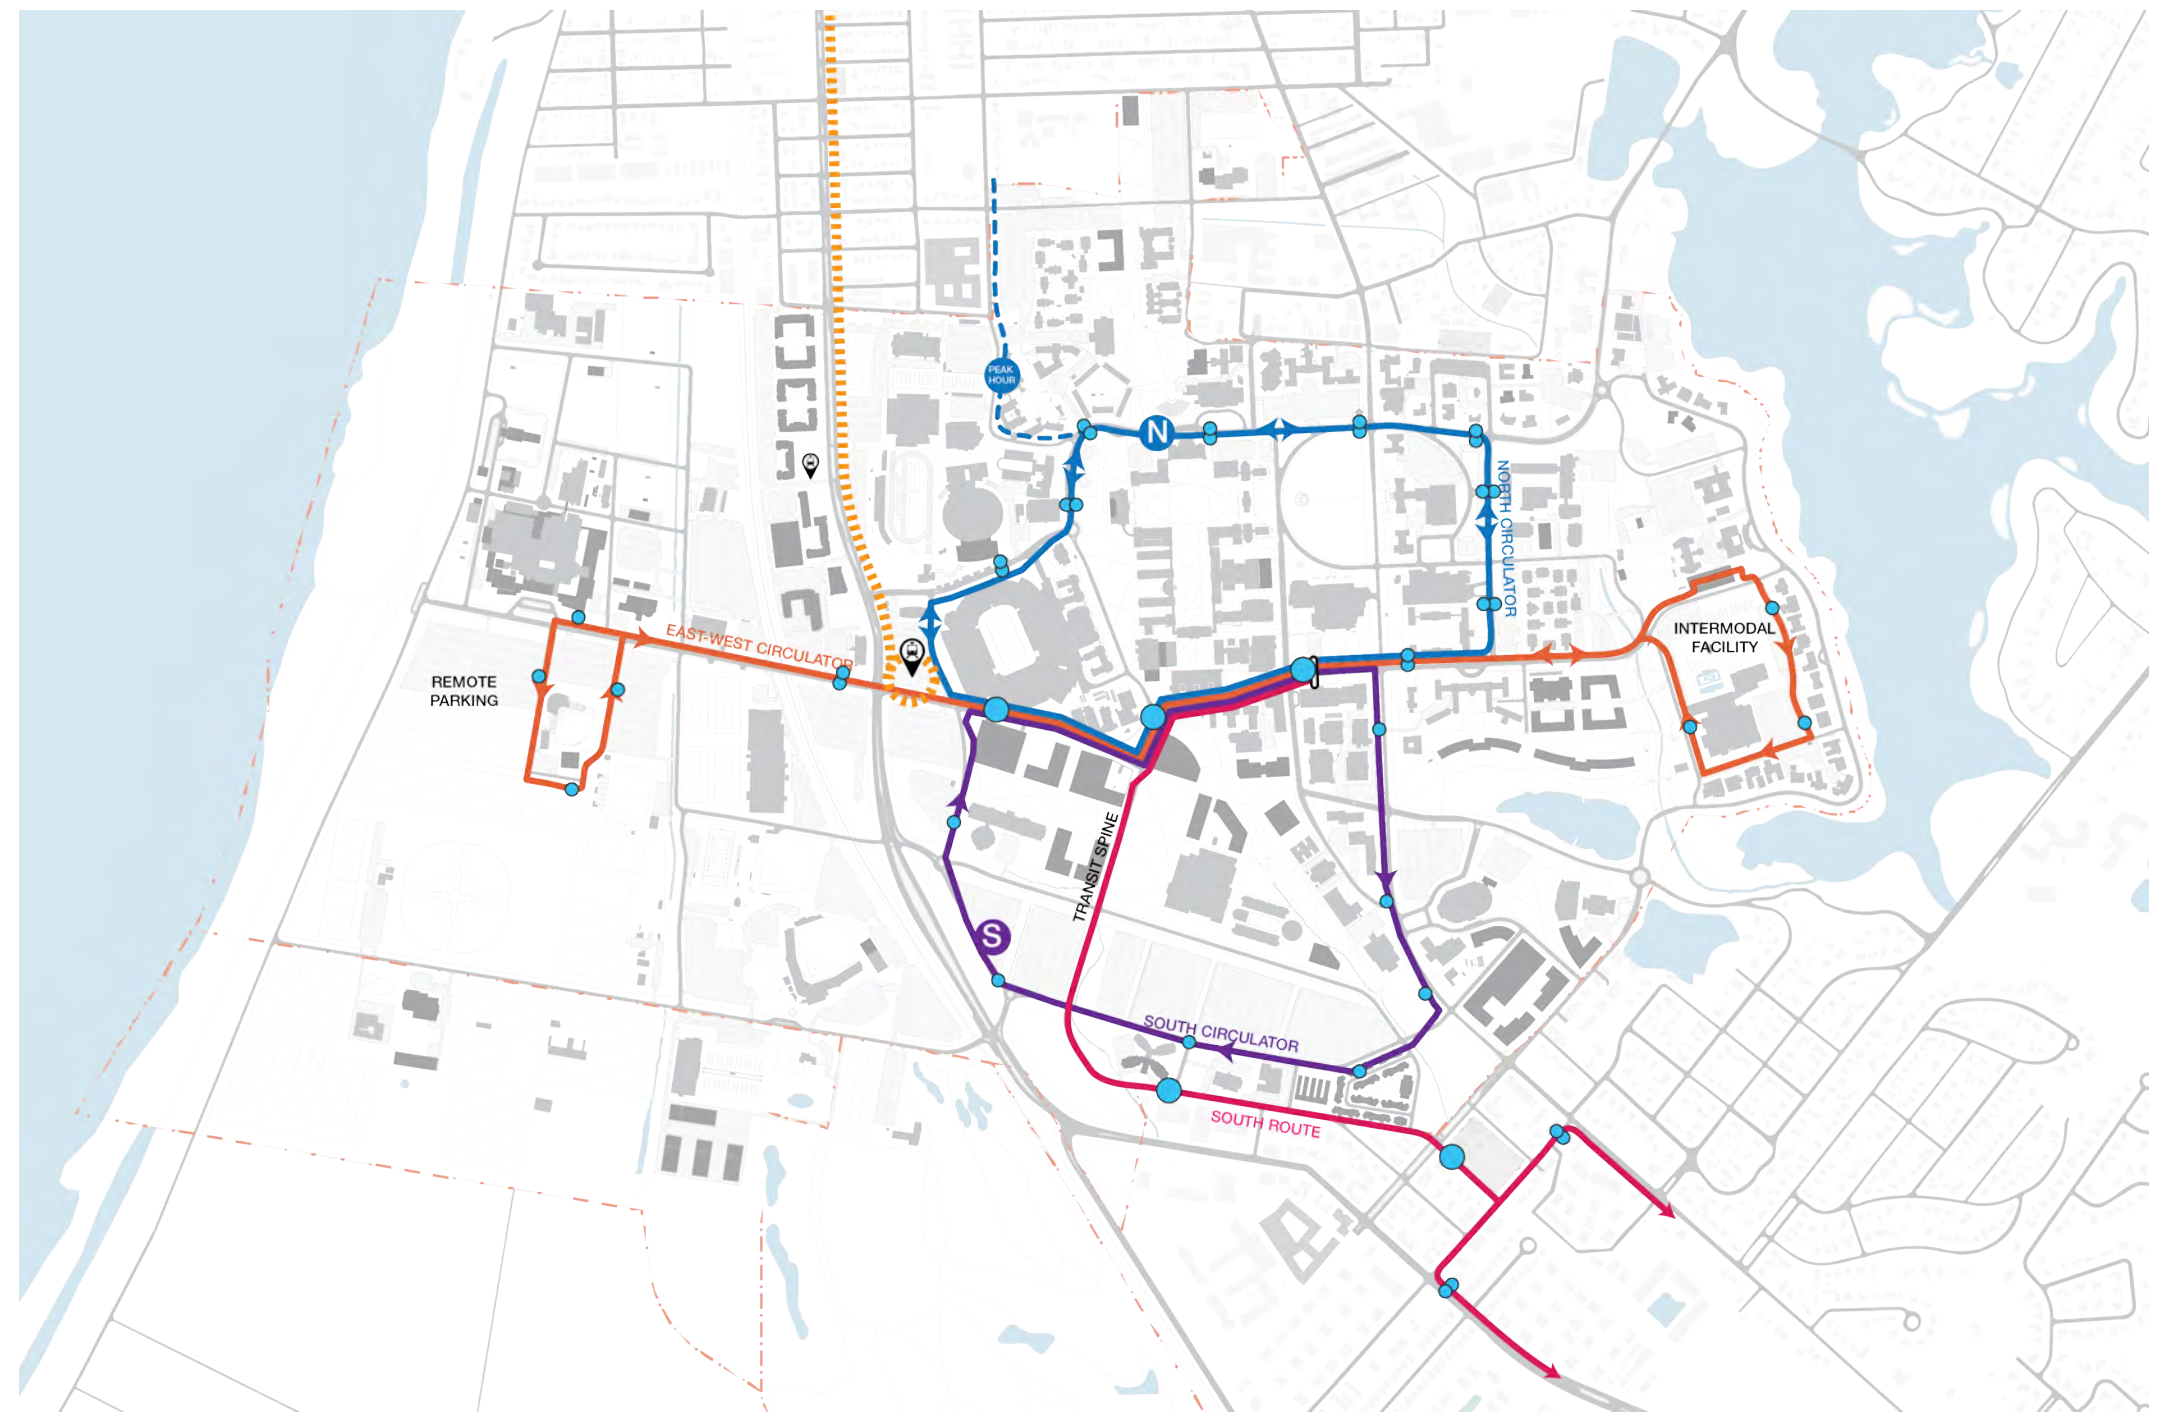 PEAK
HOUR
N
NORTH CIRCULATOR
EAST-WEST CIRCULATOR
INTERMODAL
FACILITY
REMOTE
PARKING
TRANSIT SPINE
S
SOUTH CIRCULATOR
SOUTH ROUTE